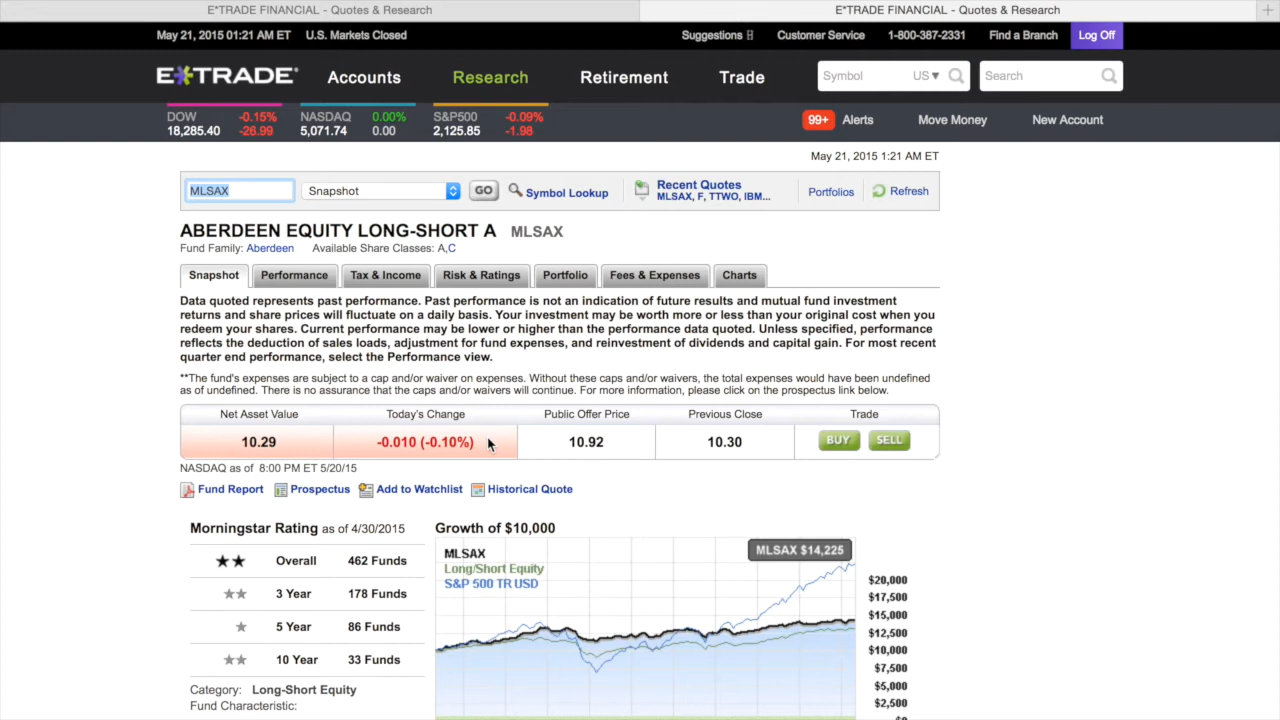 E*TRADE FINANCIAL - Quotes & Research
E*TRADE FINANCIAL - Quotes & Research
May 21, 2015 01:21 AM ET U.S. Markets Closed
Suggestions Customer Service 1-800-387-2331 Find a Branch Log Off
E*TRADE Accounts Research Retirement Trade
Symbol US▼ Search
DOW -0.15% NASDAQ 0.00% S&P500 -0.09%
18,285.40 -26.99 5,071.74 0.00 2,125.85 -1.98
99+ Alerts Move Money New Account
May 21, 2015 1:21 AM ET
MLSAX Snapshot GO Symbol Lookup
Recent Quotes
MLSAX, F, TTWO, IBM...
Portfolios Refresh
ABERDEEN EQUITY LONG-SHORT A MLSAX
Fund Family: Aberdeen Available Share Classes: A,C
Snapshot Performance Tax & Income Risk & Ratings Portfolio Fees & Expenses Charts
Data quoted represents past performance. Past performance is not an indication of future results and mutual fund investment
returns and share prices will fluctuate on a daily basis. Your investment may be worth more or less than your original cost when you
redeem your shares. Current performance may be lower or higher than the performance data quoted. Unless specified, performance
reflects the deduction of sales loads, adjustment for fund expenses, and reinvestment of dividends and capital gain. For most recent
quarter end performance, select the Performance view.
**The fund's expenses are subject to a cap and/or waiver on expenses. Without these caps and/or waivers, the total expenses would have been undefined
as of undefined. There is no assurance that the caps and/or waivers will continue. For more information, please click on the prospectus link below.
Net Asset Value Today's Change Public Offer Price Previous Close Trade
10.29 -0.010 (-0.10%) 10.92 10.30 BUY SELL
NASDAQ as of 8:00 PM ET 5/20/15
Fund Report Prospectus Add to Watchlist Historical Quote
Morningstar Rating as of 4/30/2015
★★ Overall 462 Funds
★★ 3 Year 178 Funds
★ 5 Year 86 Funds
★★ 10 Year 33 Funds
Category: Long-Short Equity
Fund Characteristic:
Growth of $10,000
MLSAX
Long/Short Equity
S&P 500 TR USD
MLSAX $14,225
$20,000
$17,500
$15,000
$12,500
$10,000
$7,500
$5,000
$2,500